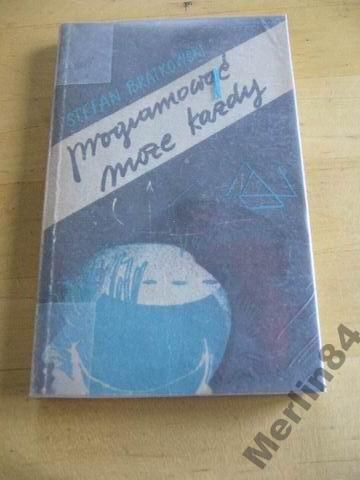 STEFAN BRATKOWSKI
programować
może każdy
Merlin84